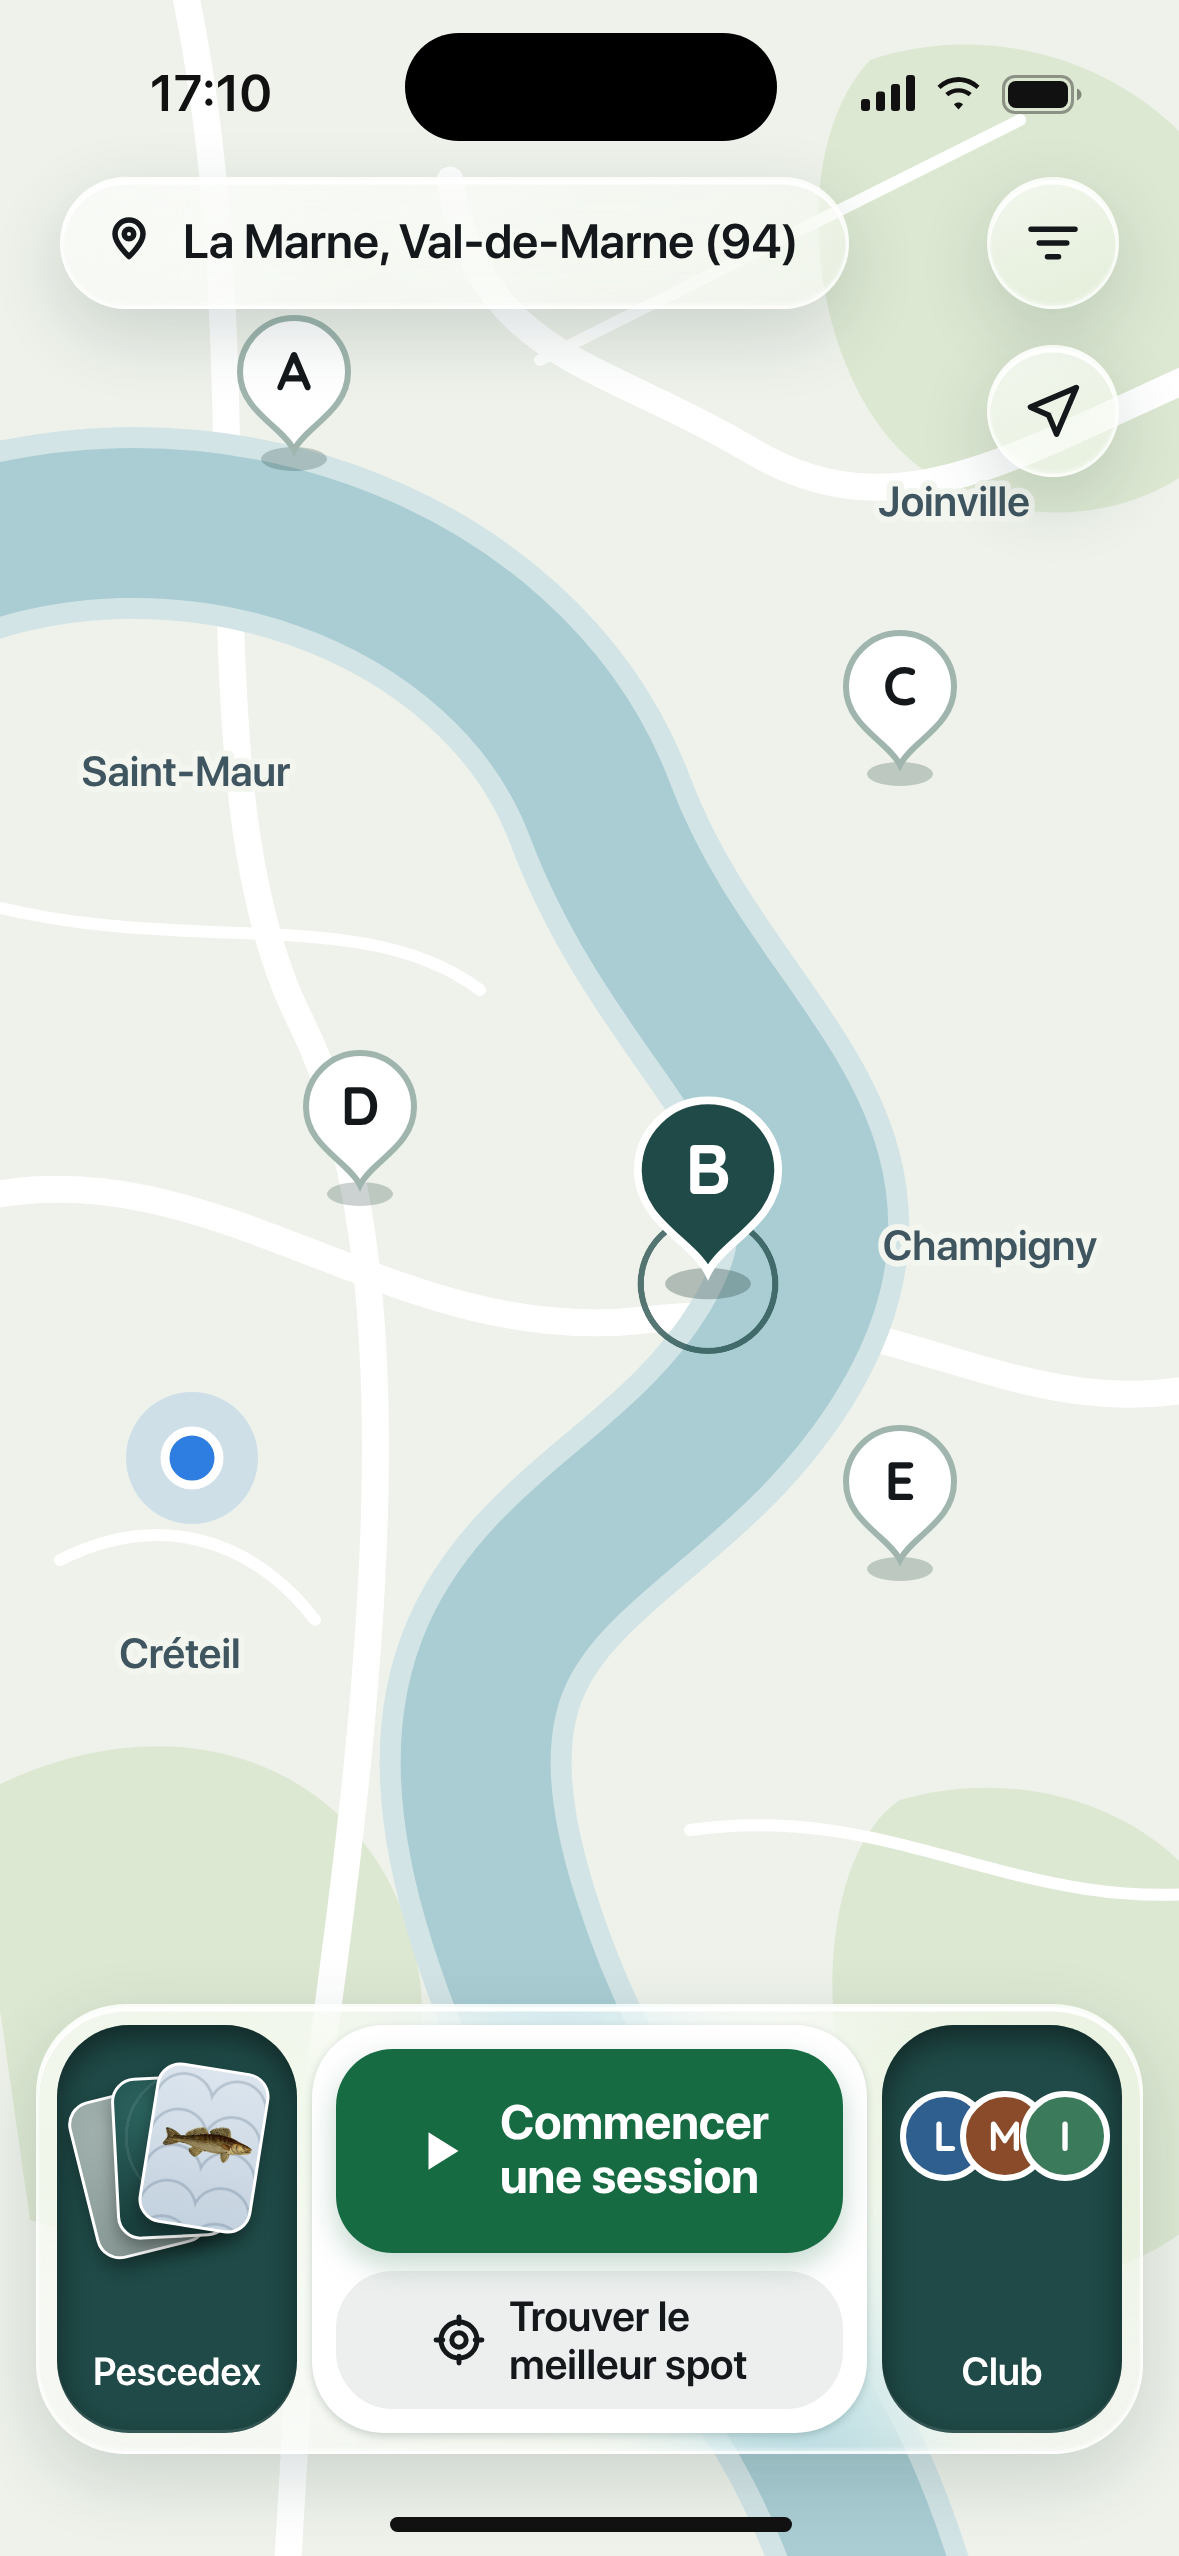 17:10
La Marne, Val-de-Marne (94)
A
Joinville
C
Saint-Maur
D
B
Champigny
E
Créteil
Commencer
une session
L
M
I
Trouver le
meilleur spot
Pescedex
Club